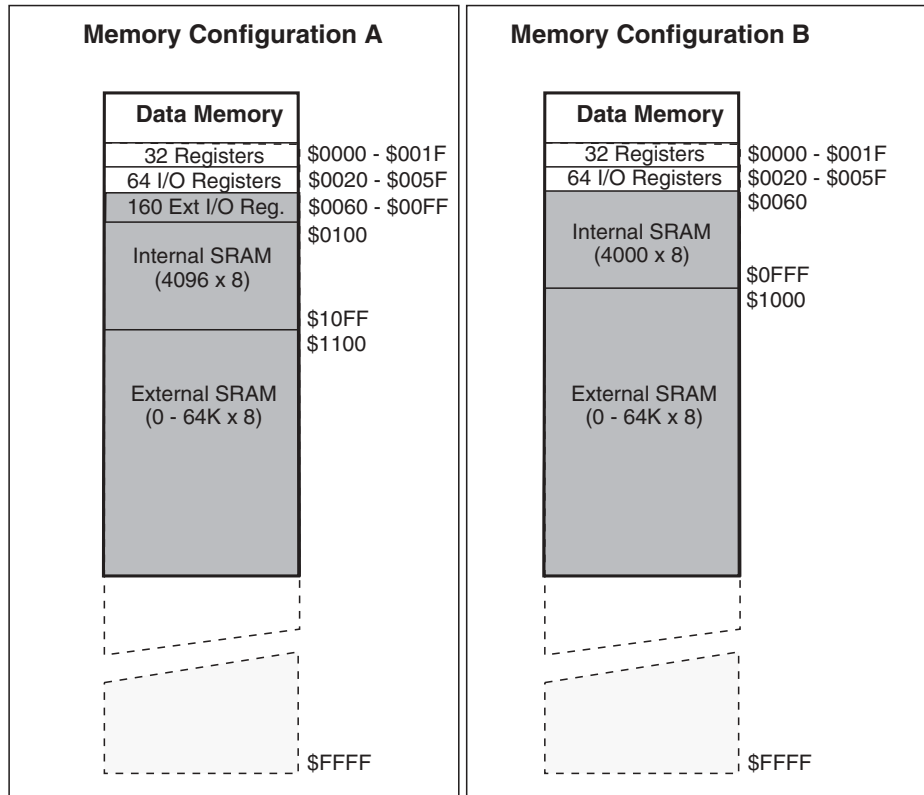 Memory Configuration A
Data Memory
32 Registers
$0000 - $001F
64 I/O Registers
$0020 - $005F
160 Ext I/O Reg.
$0060 - $00FF
$0100
Internal SRAM
(4096 x 8)
$10FF
$1100
External SRAM
(0 - 64K x 8)
$FFFF
Memory Configuration B
Data Memory
32 Registers
$0000 - $001F
64 I/O Registers
$0020 - $005F
$0060
Internal SRAM
(4000 x 8)
$0FFF
$1000
External SRAM
(0 - 64K x 8)
$FFFF